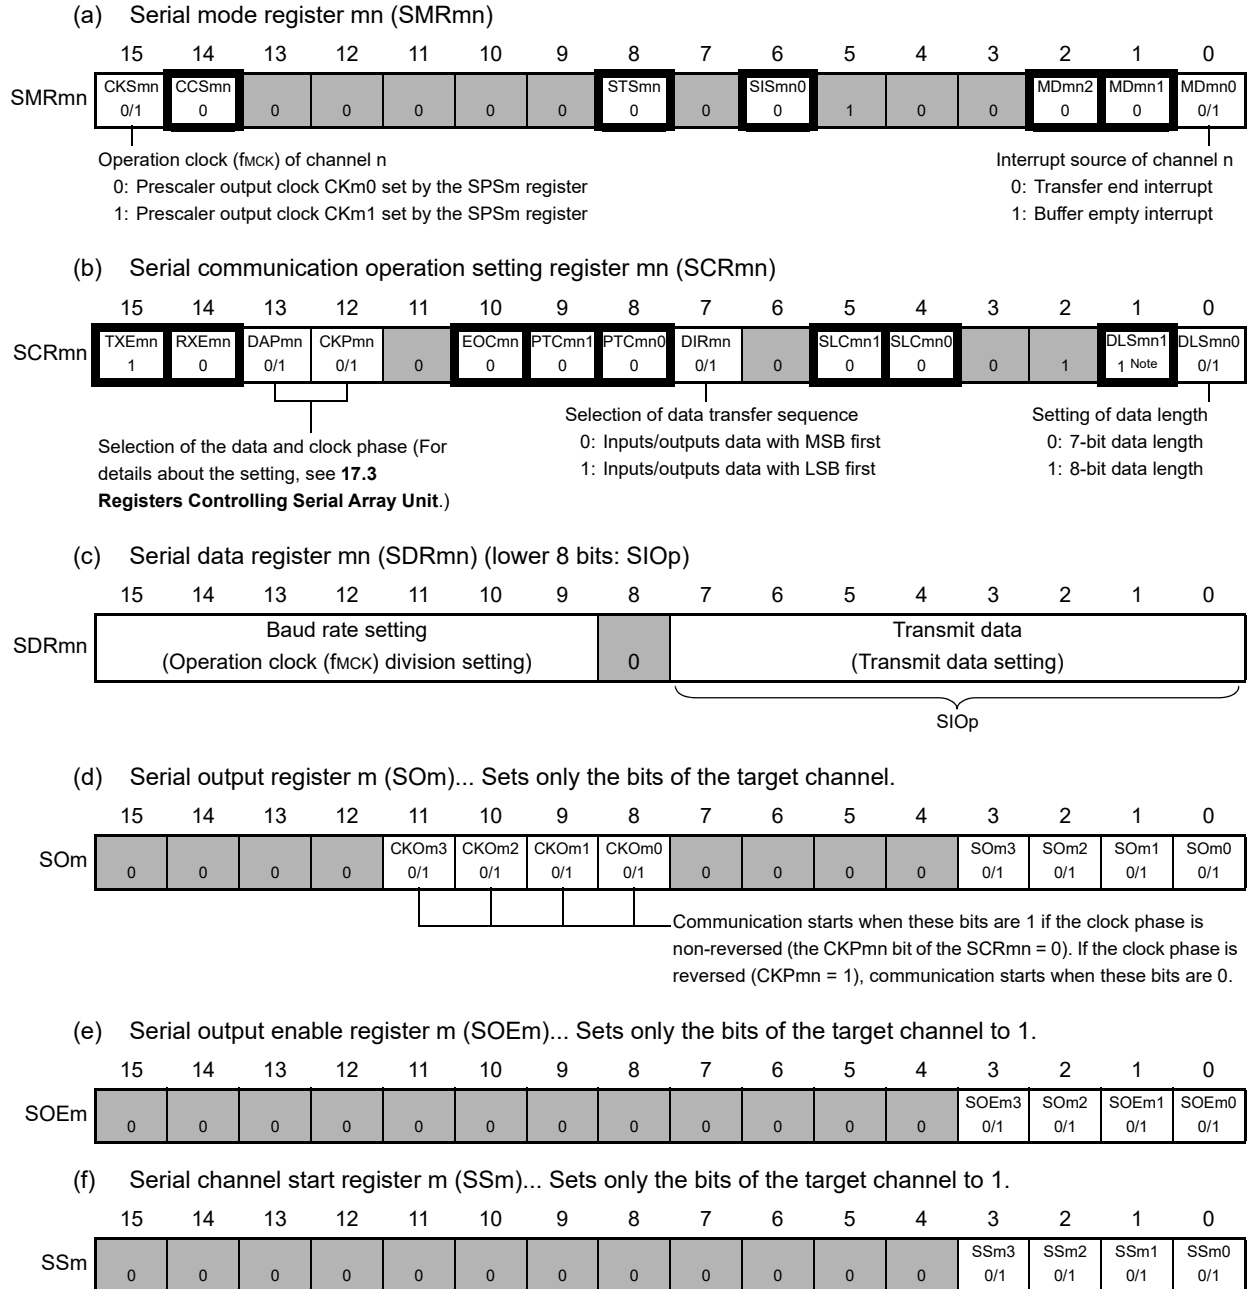 (a) Serial mode register mn (SMRmn)
15 14 13 12 11 10 9 8 7 6 5 4 3 2 1 0
SMRmn
CKSmn CCSmn STSmn SISmn0 MDmn2 MDmn1 MDmn0
0/1 0 0 0 0 0 0 0 0 0 1 0 0 0 0 0/1
Operation clock (fMCK) of channel n
0: Prescaler output clock CKm0 set by the SPSm register
1: Prescaler output clock CKm1 set by the SPSm register
Interrupt source of channel n
0: Transfer end interrupt
1: Buffer empty interrupt
(b) Serial communication operation setting register mn (SCRmn)
15 14 13 12 11 10 9 8 7 6 5 4 3 2 1 0
SCRmn
TXEmn RXEmn DAPmn CKPmn EOCmn PTCmn1 PTCmn0 DIRmn SLCmn1 SLCmn0 DLSmn1 DLSmn0
1 0 0/1 0/1 0 0 0 0 0/1 0 0 0 0 1 1 Note 0/1
Selection of the data and clock phase (For
details about the setting, see 17.3
Registers Controlling Serial Array Unit.)
Selection of data transfer sequence
0: Inputs/outputs data with MSB first
1: Inputs/outputs data with LSB first
Setting of data length
0: 7-bit data length
1: 8-bit data length
(c) Serial data register mn (SDRmn) (lower 8 bits: SIOp)
15 14 13 12 11 10 9 8 7 6 5 4 3 2 1 0
SDRmn
Baud rate setting
(Operation clock (fMCK) division setting)
0
Transmit data
(Transmit data setting)
SIOp
(d) Serial output register m (SOm)... Sets only the bits of the target channel.
15 14 13 12 11 10 9 8 7 6 5 4 3 2 1 0
SOm
CKOm3 CKOm2 CKOm1 CKOm0 SOm3 SOm2 SOm1 SOm0
0 0 0 0 0/1 0/1 0/1 0/1 0 0 0 0 0/1 0/1 0/1 0/1
Communication starts when these bits are 1 if the clock phase is
non-reversed (the CKPmn bit of the SCRmn = 0). If the clock phase is
reversed (CKPmn = 1), communication starts when these bits are 0.
(e) Serial output enable register m (SOEm)... Sets only the bits of the target channel to 1.
15 14 13 12 11 10 9 8 7 6 5 4 3 2 1 0
SOEm
SOEm3 SOm2 SOEm1 SOEm0
0 0 0 0 0 0 0 0 0 0 0 0 0/1 0/1 0/1 0/1
(f) Serial channel start register m (SSm)... Sets only the bits of the target channel to 1.
15 14 13 12 11 10 9 8 7 6 5 4 3 2 1 0
SSm
SSm3 SSm2 SSm1 SSm0
0 0 0 0 0 0 0 0 0 0 0 0 0/1 0/1 0/1 0/1